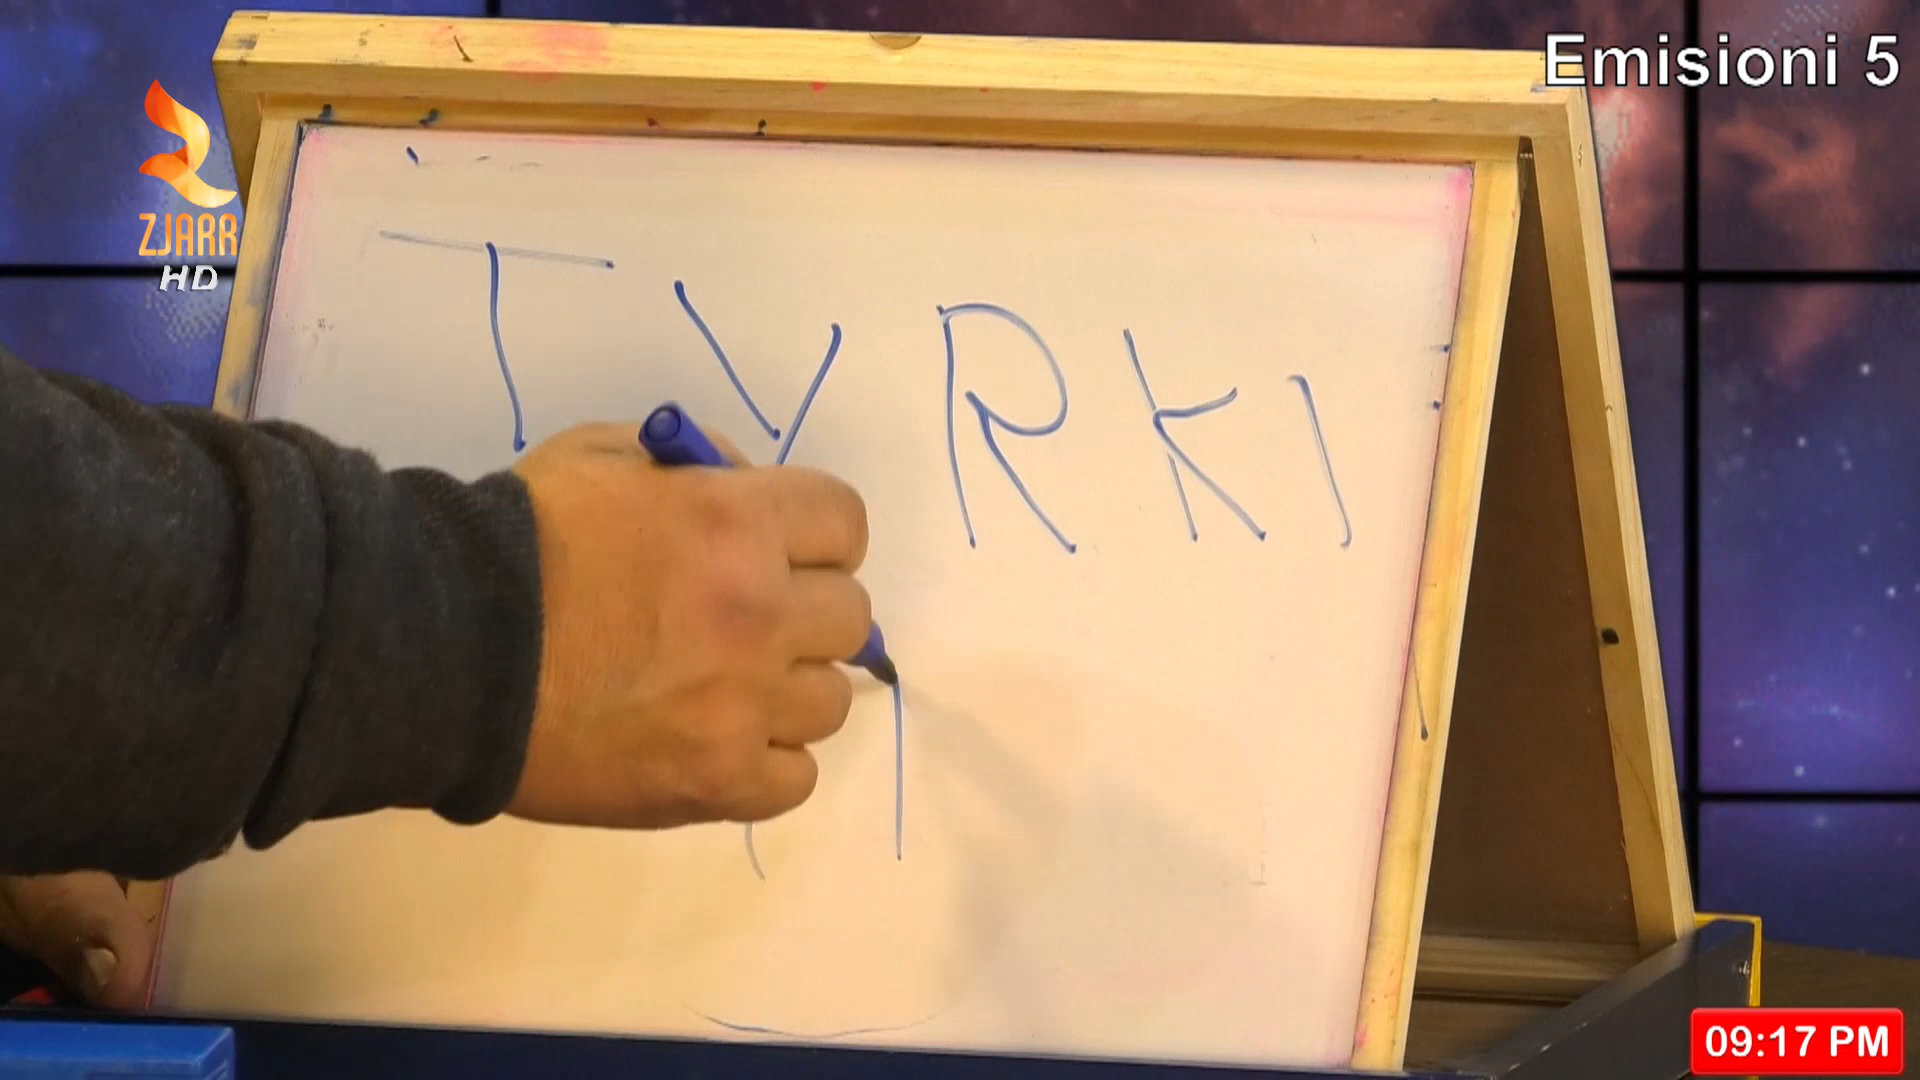 Emisioni 5
ZJARR
HD
TYRKI
09:17 PM